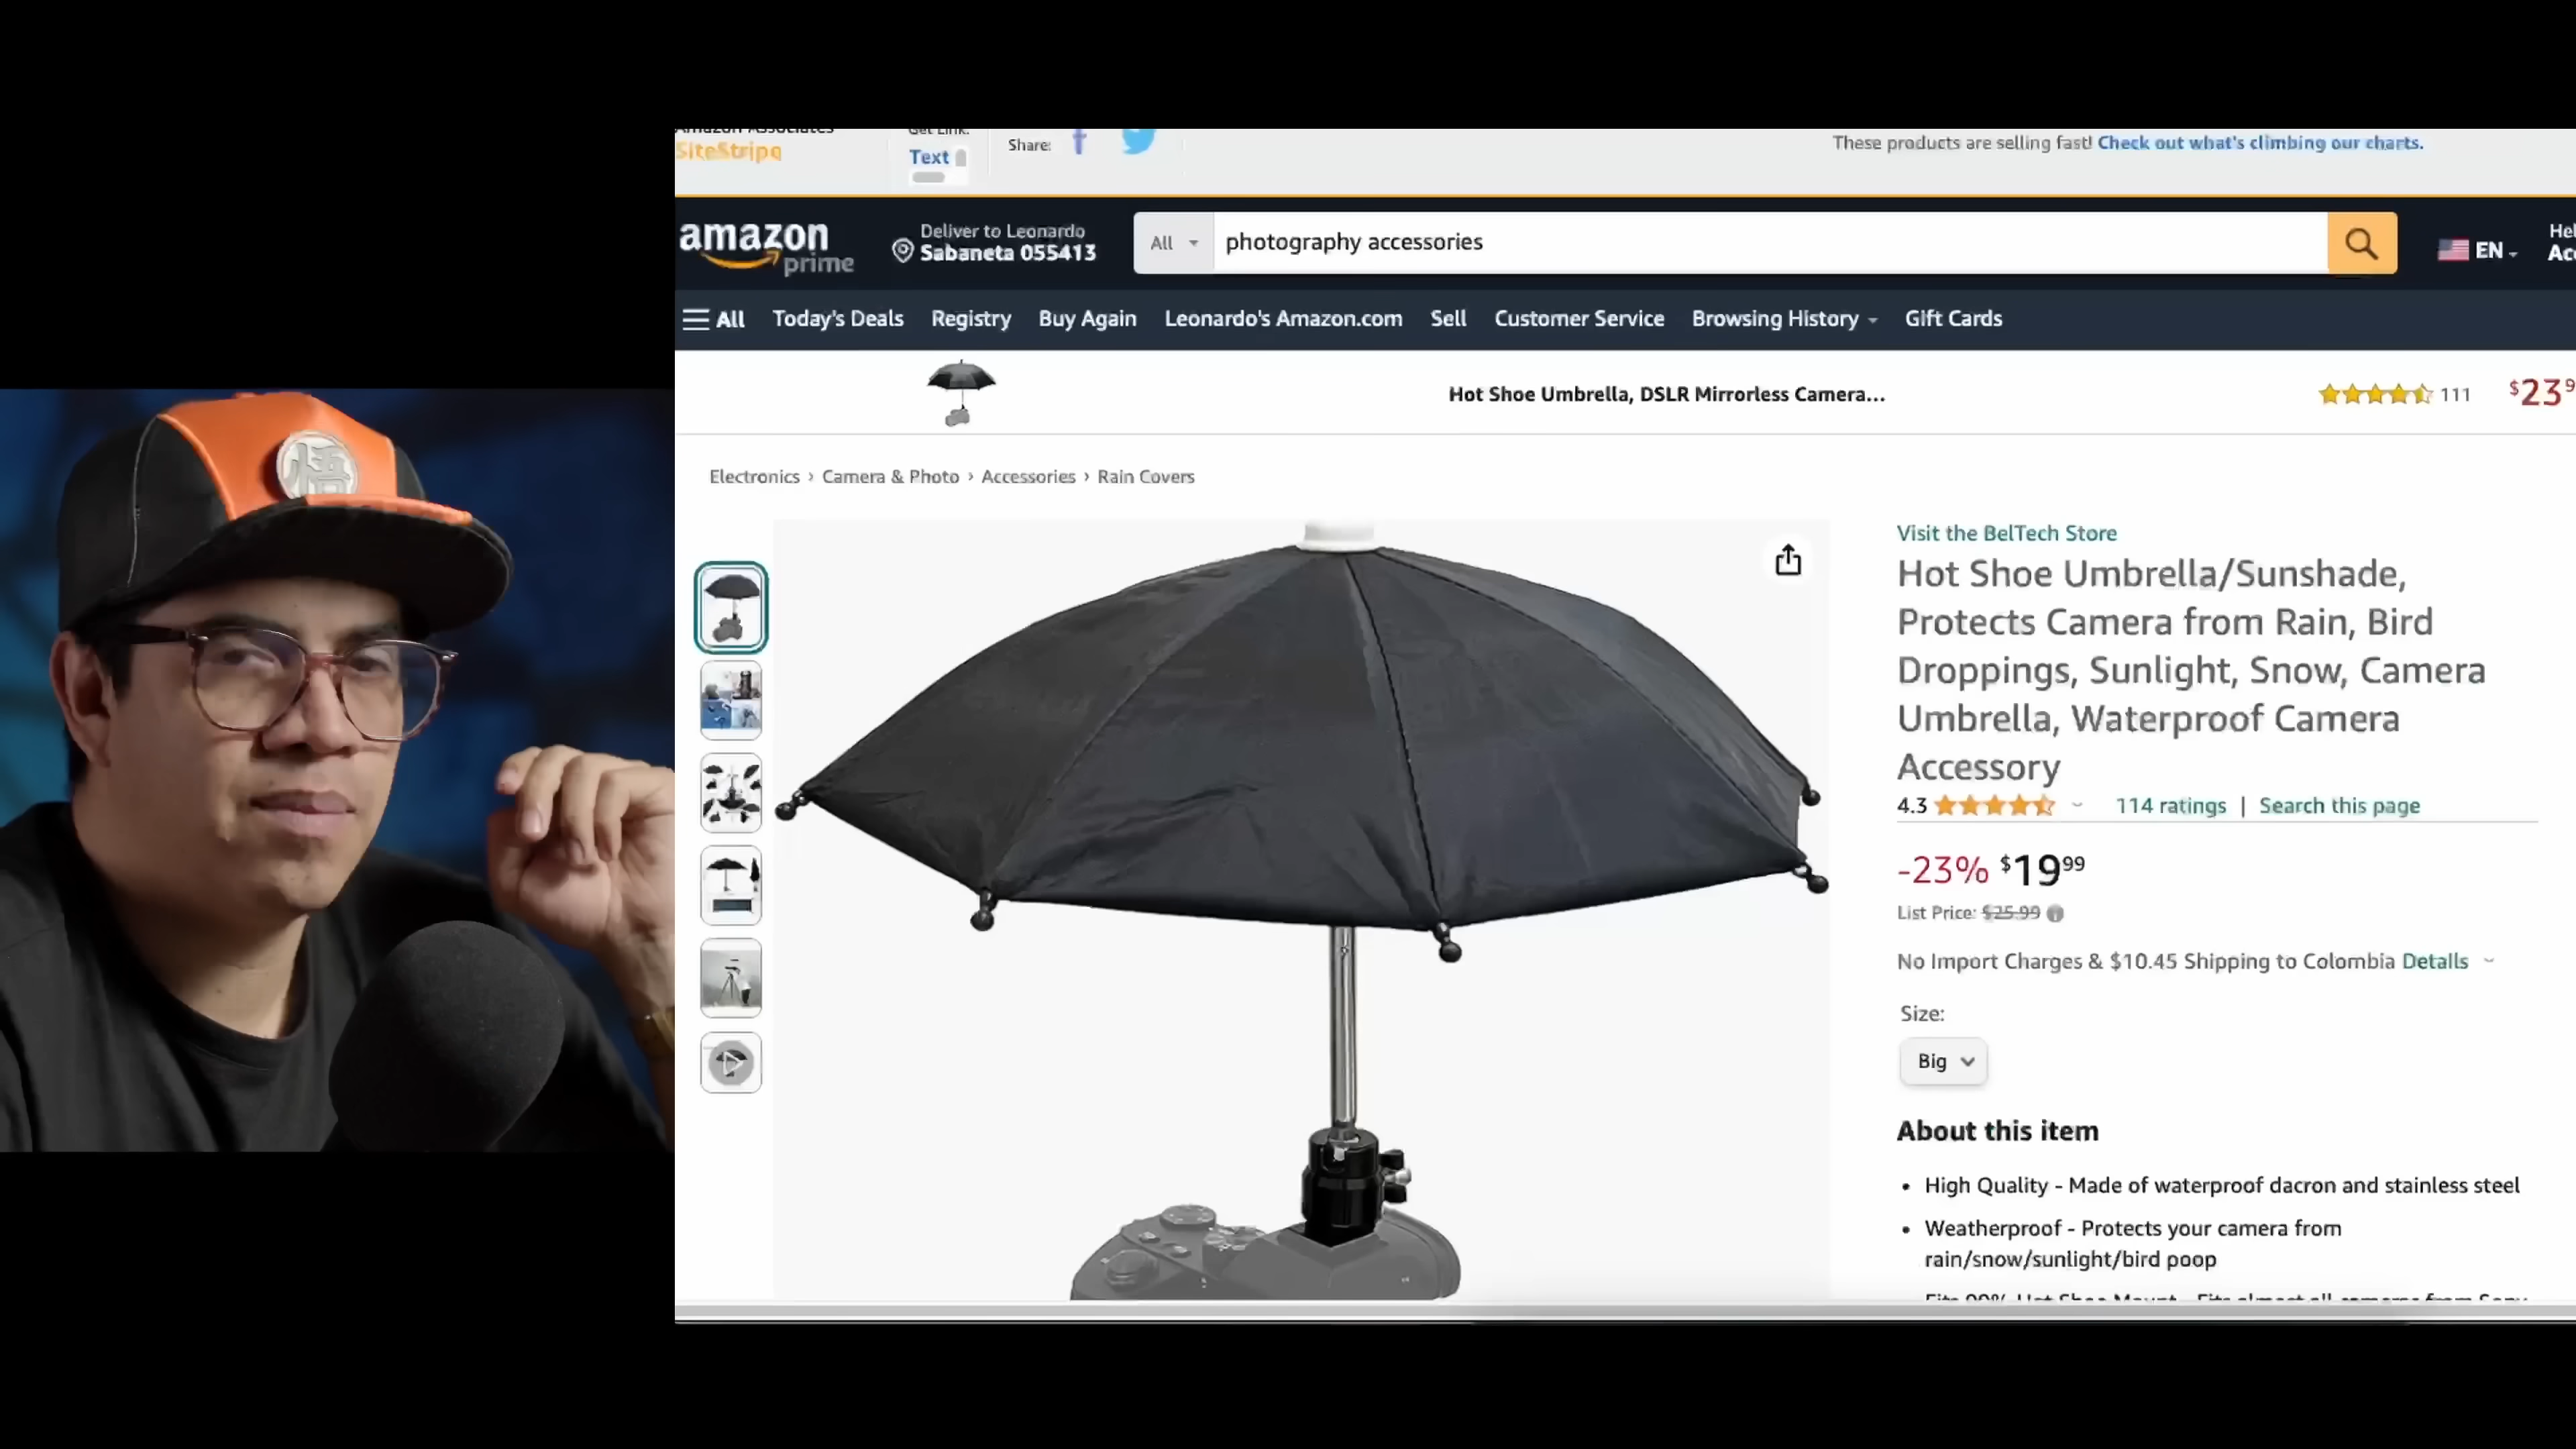 Amazon Associates
SiteStripe
Get Link:
Text
Share:
These products are selling fast! Check out what's climbing our charts.
amazon
prime
Deliver to Leonardo
Sabaneta 055413
All
photography accessories
EN
All
Today's Deals
Registry
Buy Again
Leonardo's Amazon.com
Sell
Customer Service
Browsing History
Gift Cards
Hot Shoe Umbrella, DSLR Mirrorless Camera...
111
$23
悟
Electronics › Camera & Photo › Accessories › Rain Covers
Visit the BelTech Store
Hot Shoe Umbrella/Sunshade,
Protects Camera from Rain, Bird
Droppings, Sunlight, Snow, Camera
Umbrella, Waterproof Camera
Accessory
4.3
114 ratings | Search this page
-23% $19 99
List Price: $25.99
No Import Charges & $10.45 Shipping to Colombia Details
Size:
Big
About this item
• High Quality - Made of waterproof dacron and stainless steel
• Weatherproof - Protects your camera from
rain/snow/sunlight/bird poop